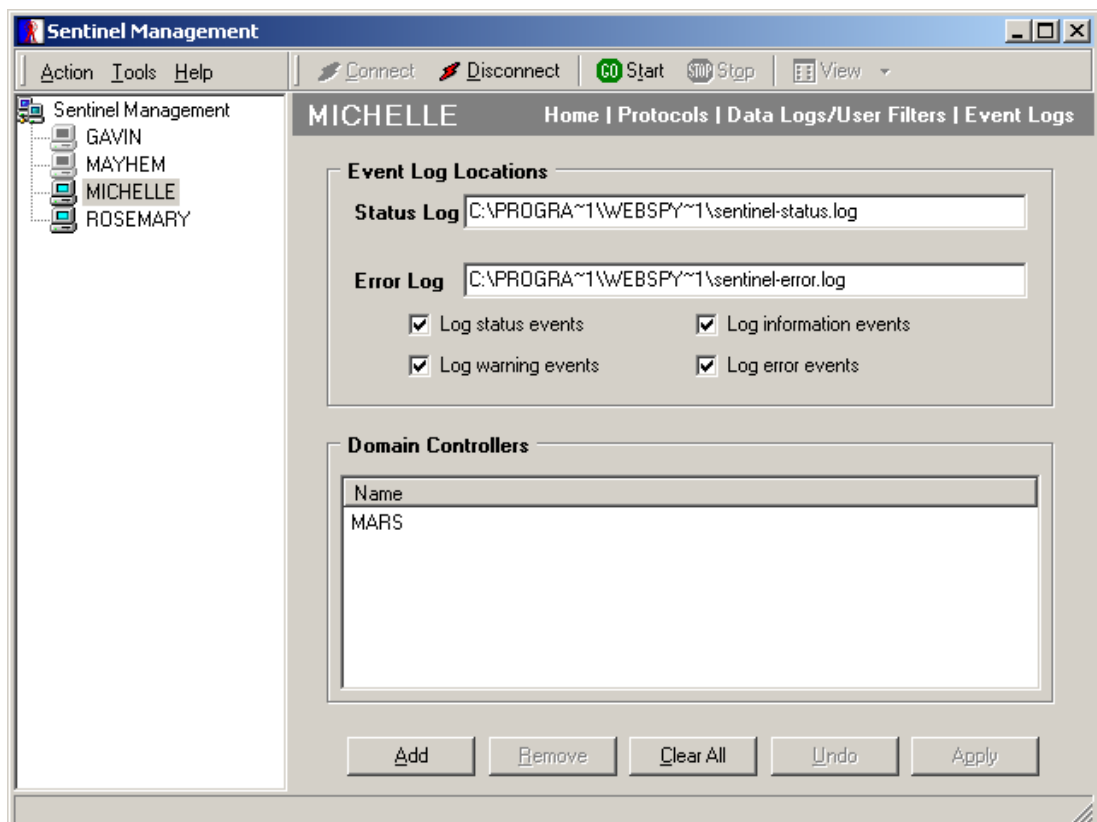 Sentinel Management
Action Tools Help Connect Disconnect GO Start STOP Stop View
Sentinel Management
GAVIN
MAYHEM
MICHELLE
ROSEMARY
MICHELLE Home | Protocols | Data Logs/User Filters | Event Logs
Event Log Locations
Status Log C:\PROGRA~1\WEBSPY~1\sentinel-status.log
Error Log C:\PROGRA~1\WEBSPY~1\sentinel-error.log
Log status events Log information events
Log warning events Log error events
Domain Controllers
Name
MARS
Add Remove Clear All Undo Apply